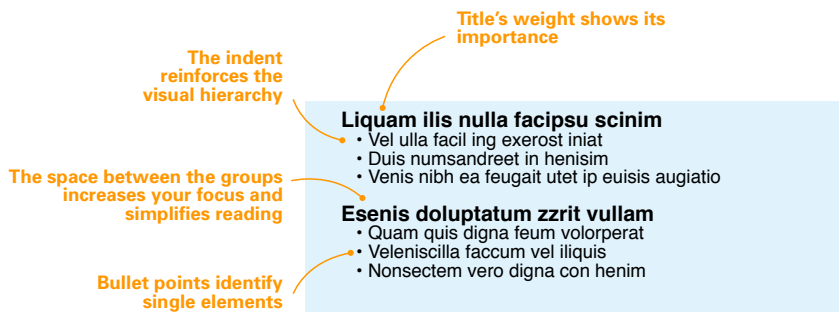 Title's weight shows its
importance
The indent
reinforces the
visual hierarchy
Liquam ilis nulla facipsu scinim
• Vel ulla facil ing exerost iniat
• Duis numsandreet in henisim
• Venis nibh ea feugait utet ip euisis augiatio
The space between the groups
increases your focus and
simplifies reading
Esenis doluptatum zzrit vullam
• Quam quis digna feum volorperat
• Veleniscilla faccum vel iliquis
• Nonsectem vero digna con henim
Bullet points identify
single elements